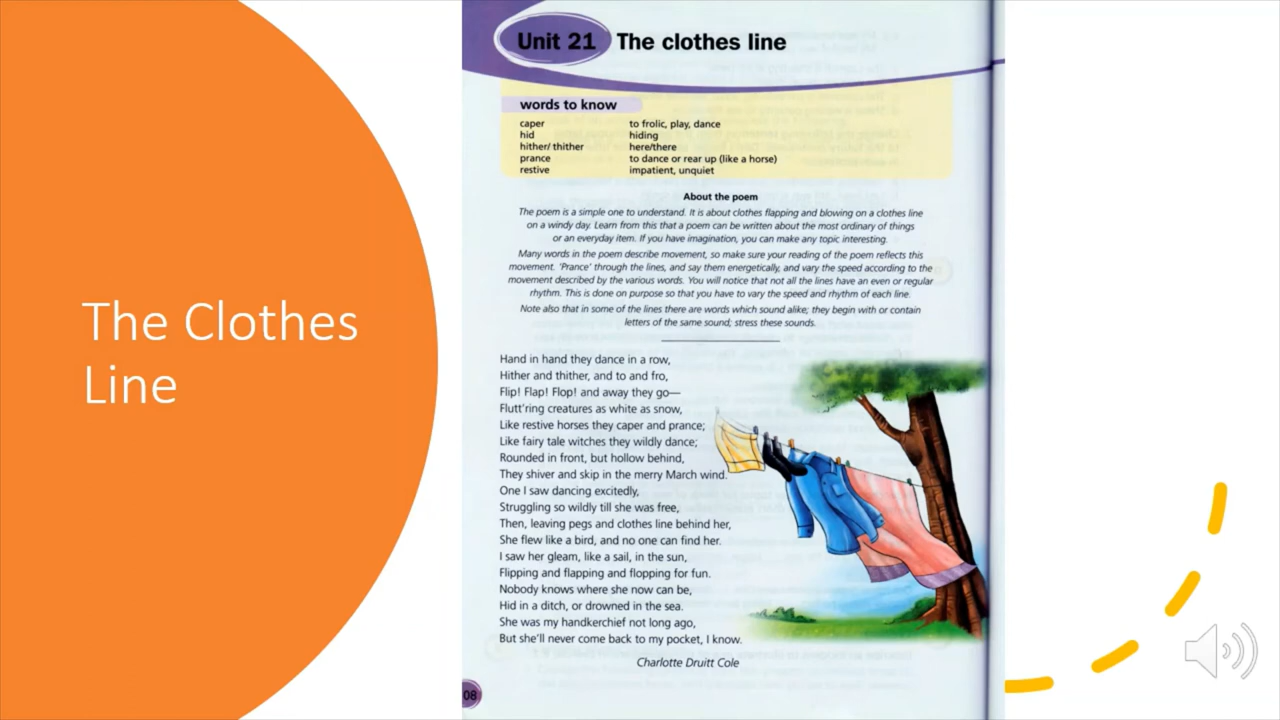 The Clothes
Line
Unit 21 The clothes line
words to know
caper to frolic, play, dance
hid hiding
hither/ thither here/there
prance to dance or rear up (like a horse)
restive impatient, unquiet
About the poem
The poem is a simple one to understand. It is about clothes flapping and blowing on a clothes line
on a windy day. Learn from this that a poem can be written about the most ordinary of things
or an everyday item. If you have imagination, you can make any topic interesting.
Many words in the poem describe movement, so make sure your reading of the poem reflects this
movement. 'Prance' through the lines, and say them energetically, and vary the speed according to the
movement described by the various words. You will notice that not all the lines have an even or regular
rhythm. This is done on purpose so that you have to vary the speed and rhythm of each line.
Note also that in some of the lines there are words which sound alike; they begin with or contain
letters of the same sound; stress these sounds.
Hand in hand they dance in a row,
Hither and thither, and to and fro,
Flip! Flap! Flop! and away they go—
Flutt'ring creatures as white as snow,
Like restive horses they caper and prance;
Like fairy tale witches they wildly dance;
Rounded in front, but hollow behind,
They shiver and skip in the merry March wind.
One I saw dancing excitedly,
Struggling so wildly till she was free,
Then, leaving pegs and clothes line behind her,
She flew like a bird, and no one can find her.
I saw her gleam, like a sail, in the sun,
Flipping and flapping and flopping for fun.
Nobody knows where she now can be,
Hid in a ditch, or drowned in the sea.
She was my handkerchief not long ago,
But she'll never come back to my pocket, I know.
Charlotte Druitt Cole
08